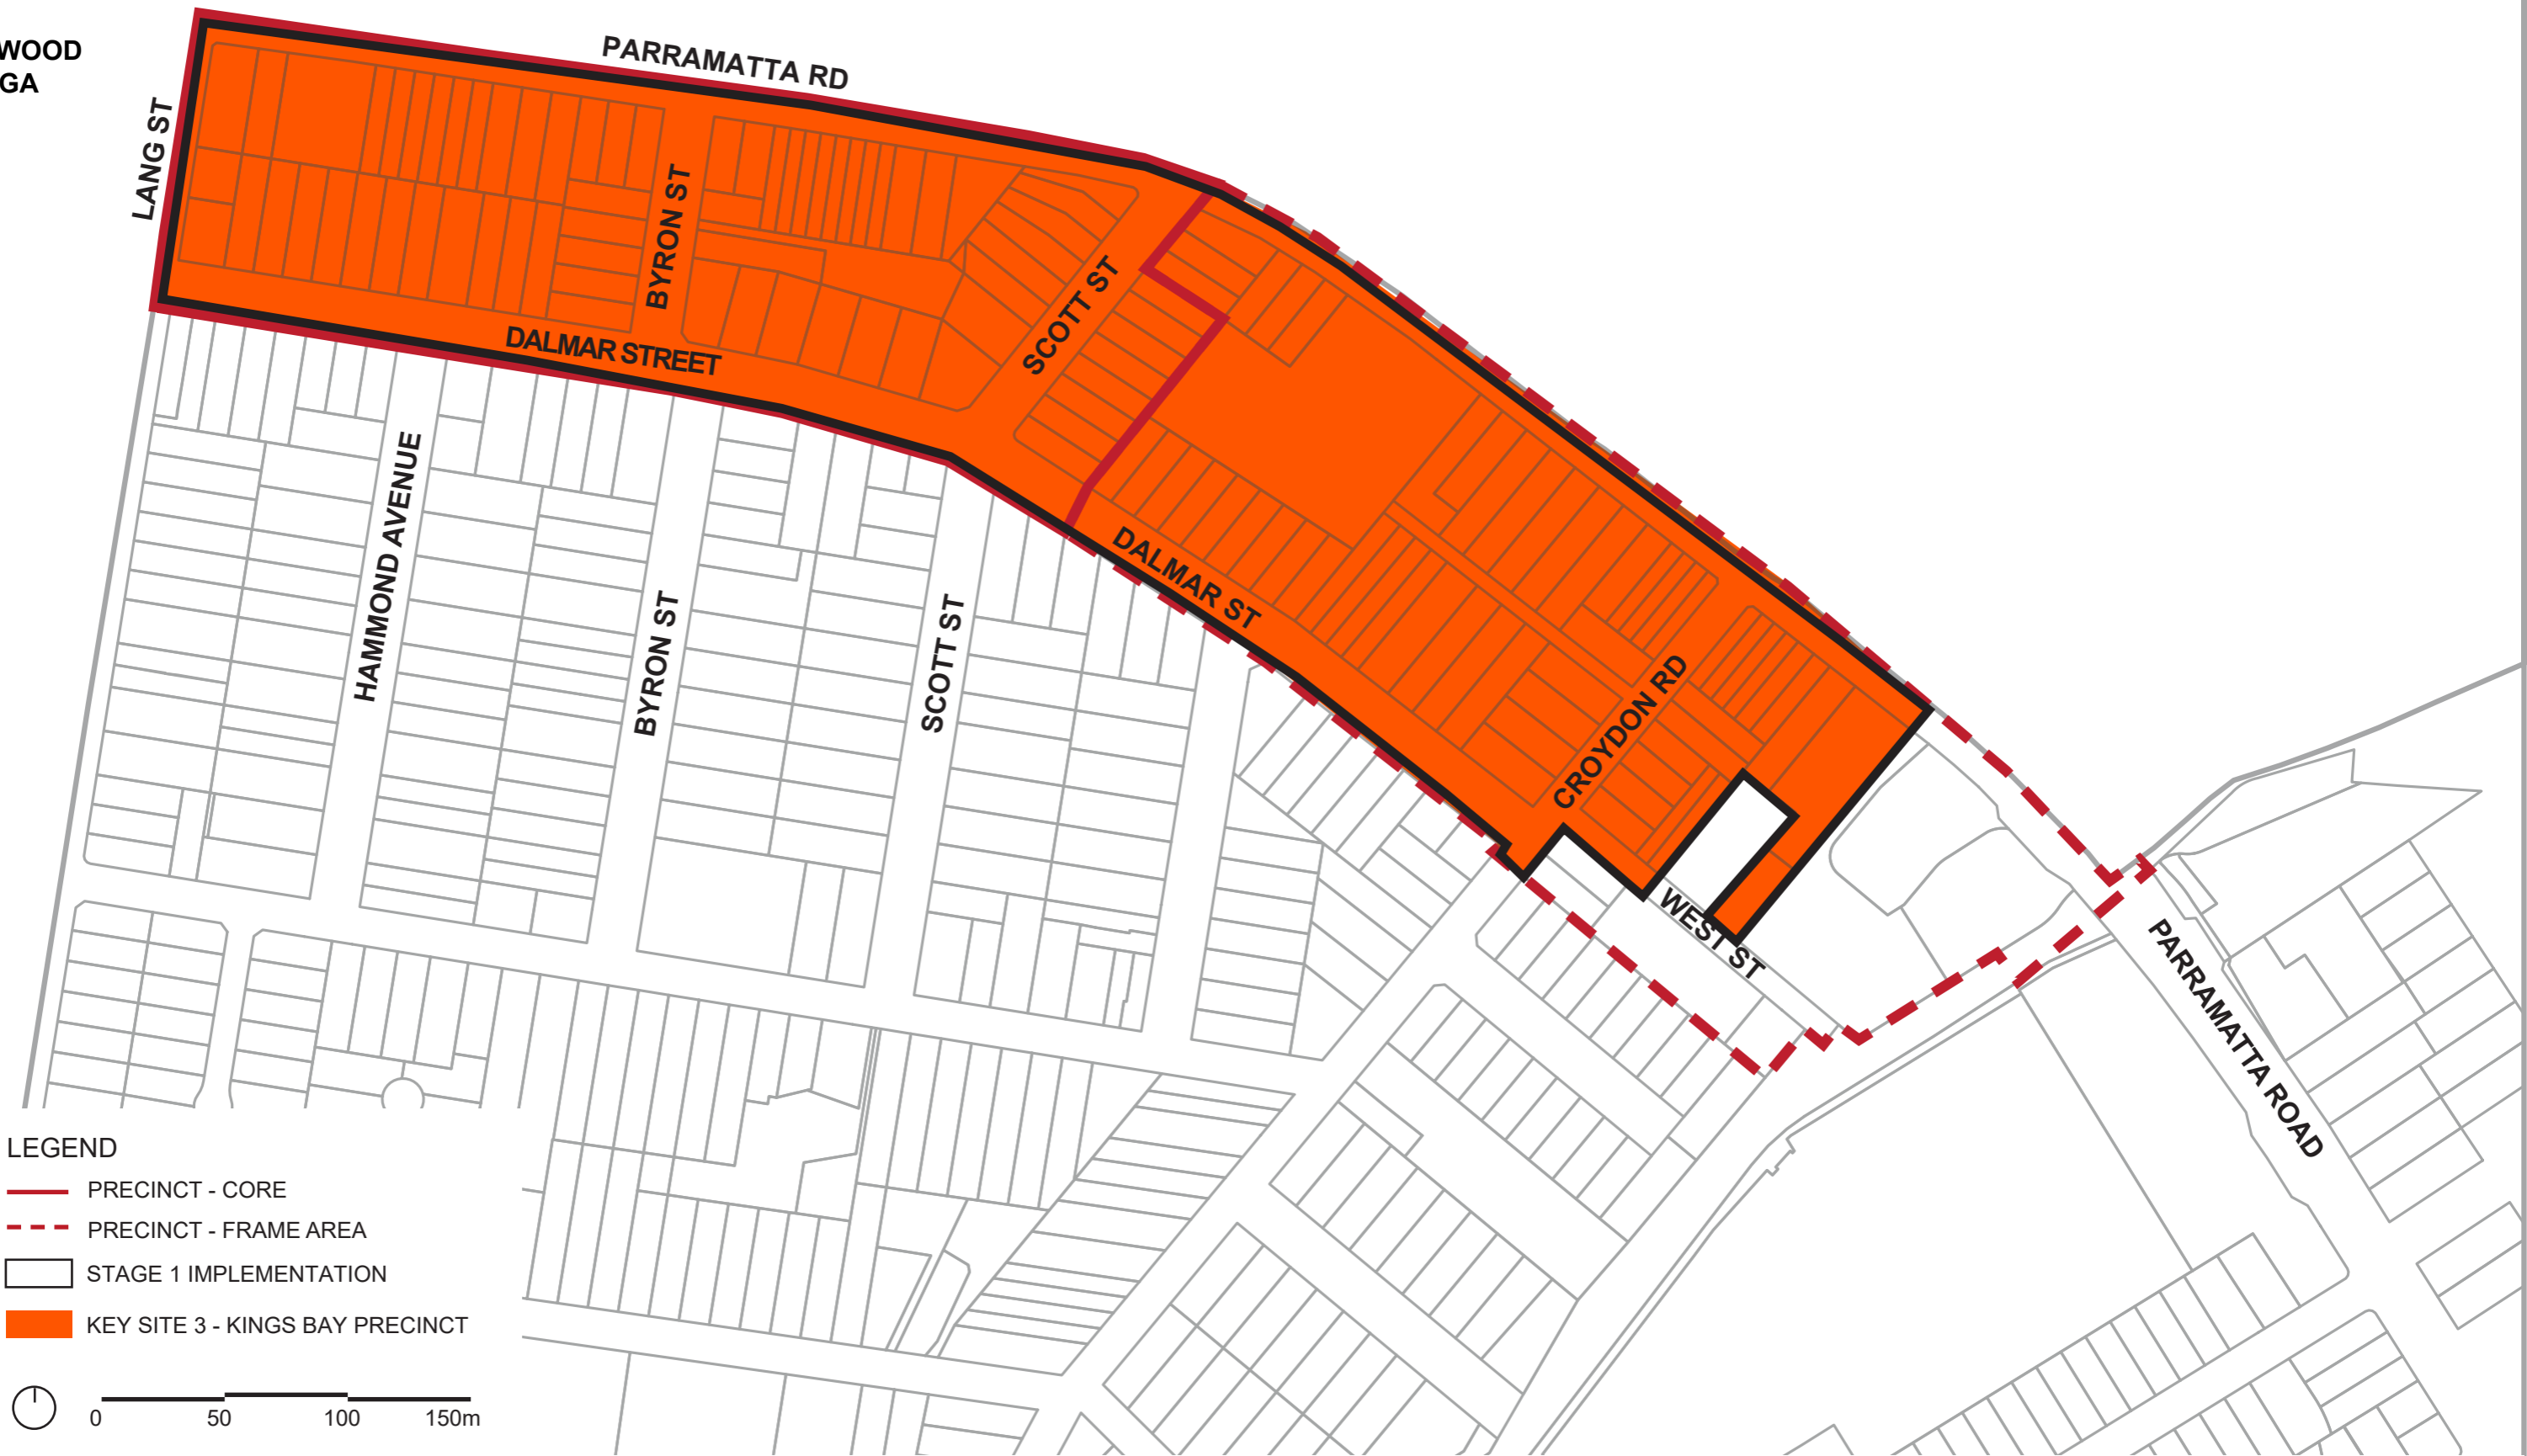 WOOD
GA
PARRAMATTA RD
LANG ST
BYRON ST
SCOTT ST
DALMAR STREET
HAMMOND AVENUE
BYRON ST
SCOTT ST
DALMAR ST
CROYDON RD
WEST ST
PARRAMATTA ROAD
LEGEND
PRECINCT - CORE
PRECINCT - FRAME AREA
STAGE 1 IMPLEMENTATION
KEY SITE 3 - KINGS BAY PRECINCT
0 50 100 150m